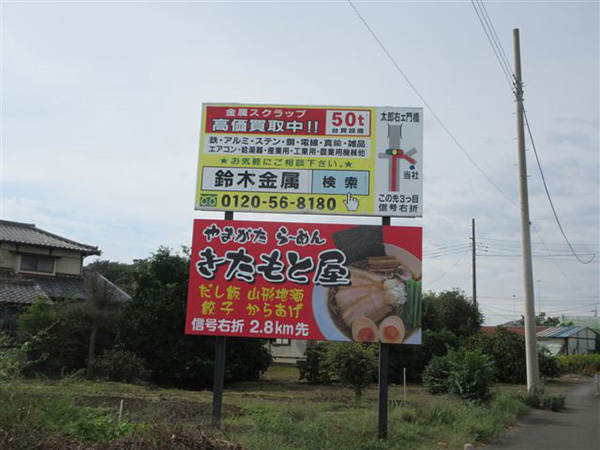 金属スクラップ
高価買取中!!
50t
台貫設備
鉄・アルミ・ステン・銅・電線・真鍮・雑品
エアコン・給湯器・産業用・工業用・農業用機械他
★お気軽にご相談下さい。★
鈴木金属 検索
0120-56-8180
太郎右ェ門橋
当社
この先3つ目
信号右折
やまがた らーめん
きたもと屋
だし飯 山形地酒
餃子 からあげ
信号右折 2.8km先